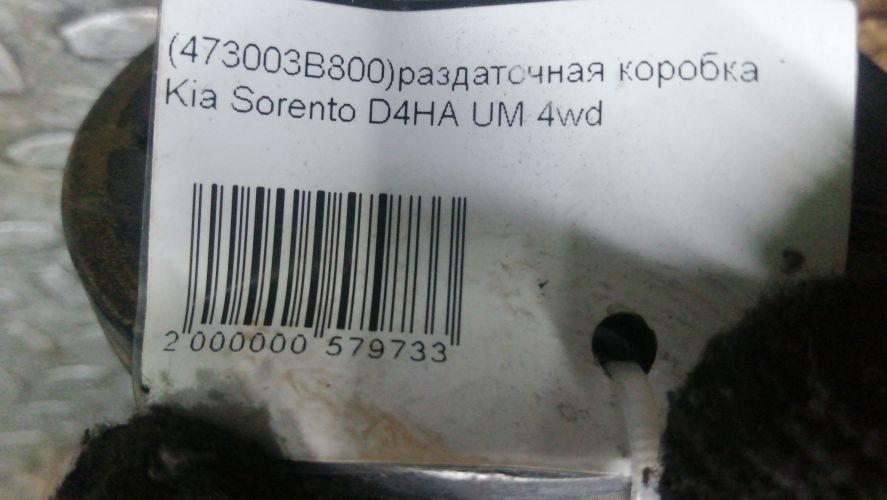 (473003B800)раздаточная коробка
Kia Sorento D4HA UM 4wd
2 000000 579733